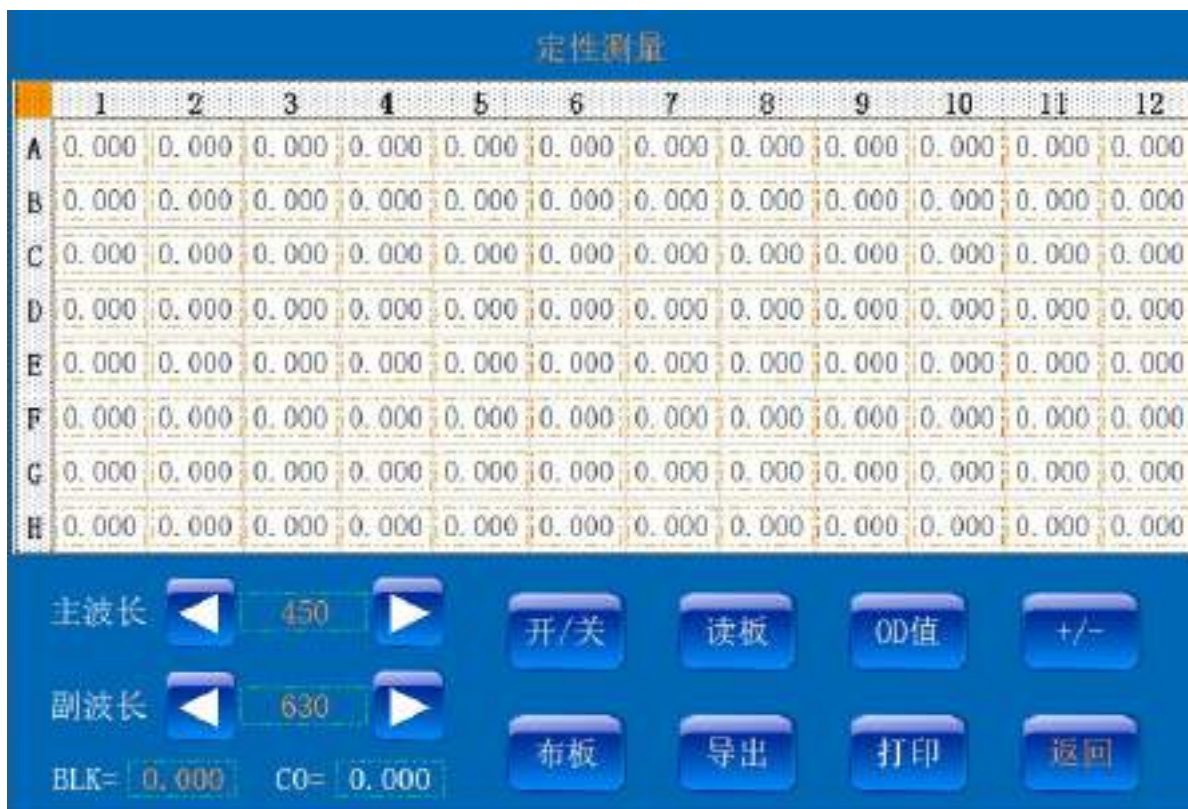 定性测量
1 2 3 4 5 6 7 8 9 10 11 12
A 0.000 0.000 0.000 0.000 0.000 0.000 0.000 0.000 0.000 0.000 0.000 0.000
B 0.000 0.000 0.000 0.000 0.000 0.000 0.000 0.000 0.000 0.000 0.000 0.000
C 0.000 0.000 0.000 0.000 0.000 0.000 0.000 0.000 0.000 0.000 0.000 0.000
D 0.000 0.000 0.000 0.000 0.000 0.000 0.000 0.000 0.000 0.000 0.000 0.000
E 0.000 0.000 0.000 0.000 0.000 0.000 0.000 0.000 0.000 0.000 0.000 0.000
F 0.000 0.000 0.000 0.000 0.000 0.000 0.000 0.000 0.000 0.000 0.000 0.000
G 0.000 0.000 0.000 0.000 0.000 0.000 0.000 0.000 0.000 0.000 0.000 0.000
H 0.000 0.000 0.000 0.000 0.000 0.000 0.000 0.000 0.000 0.000 0.000 0.000
主波长 450 开/关 读板 OD值 +/-
副波长 630
布板 导出 打印 返回
BLK= 0.000 CO= 0.000